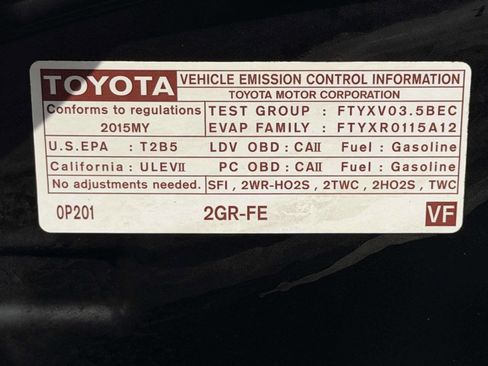 TOYOTA VEHICLE EMISSION CONTROL INFORMATION
TOYOTA MOTOR CORPORATION
Conforms to regulations TEST GROUP : FTYXV03.5BEC
2015MY EVAP FAMILY : FTYXR0115A12
U.S.EPA : T2B5 LDV OBD : CAII Fuel : Gasoline
California : ULEVII PC OBD : CAII Fuel : Gasoline
No adjustments needed. SFI , 2WR-HO2S , 2TWC , 2HO2S , TWC
0P201 2GR-FE VF